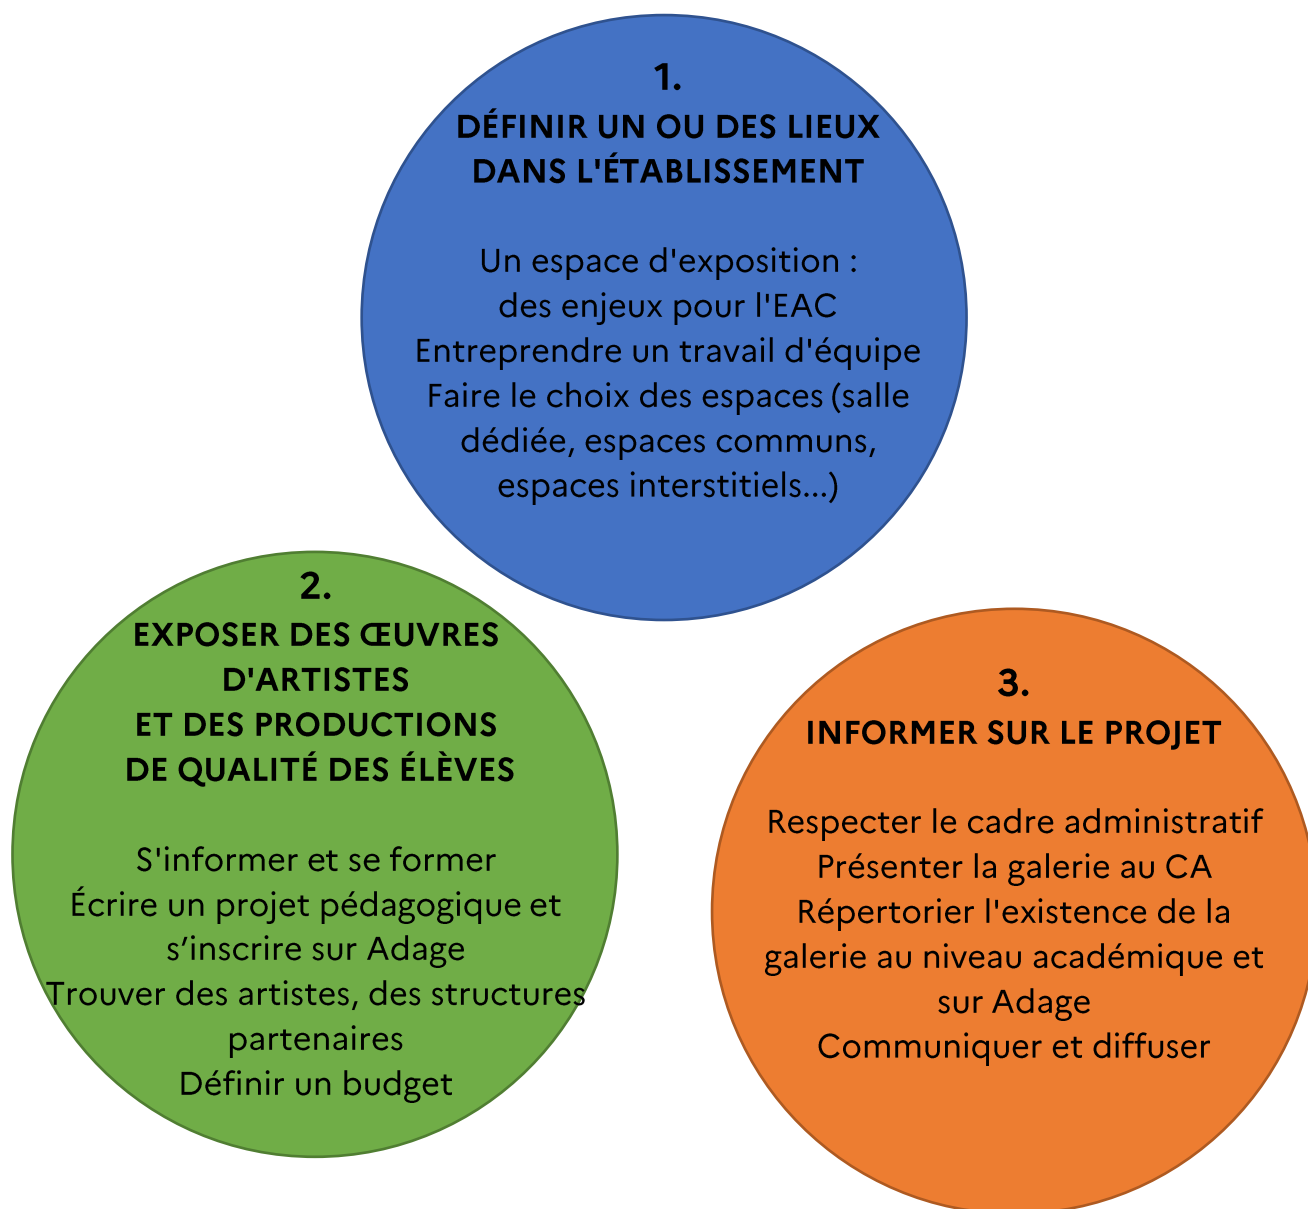 1.
DÉFINIR UN OU DES LIEUX
DANS L'ÉTABLISSEMENT
Un espace d'exposition :
des enjeux pour l'EAC
Entreprendre un travail d'équipe
Faire le choix des espaces (salle
dédiée, espaces communs,
espaces interstitiels...)
2.
EXPOSER DES ŒUVRES
D'ARTISTES
ET DES PRODUCTIONS
DE QUALITÉ DES ÉLÈVES
S'informer et se former
Écrire un projet pédagogique et
s’inscrire sur Adage
Trouver des artistes, des structures
partenaires
Définir un budget
3.
INFORMER SUR LE PROJET
Respecter le cadre administratif
Présenter la galerie au CA
Répertorier l'existence de la
galerie au niveau académique et
sur Adage
Communiquer et diffuser